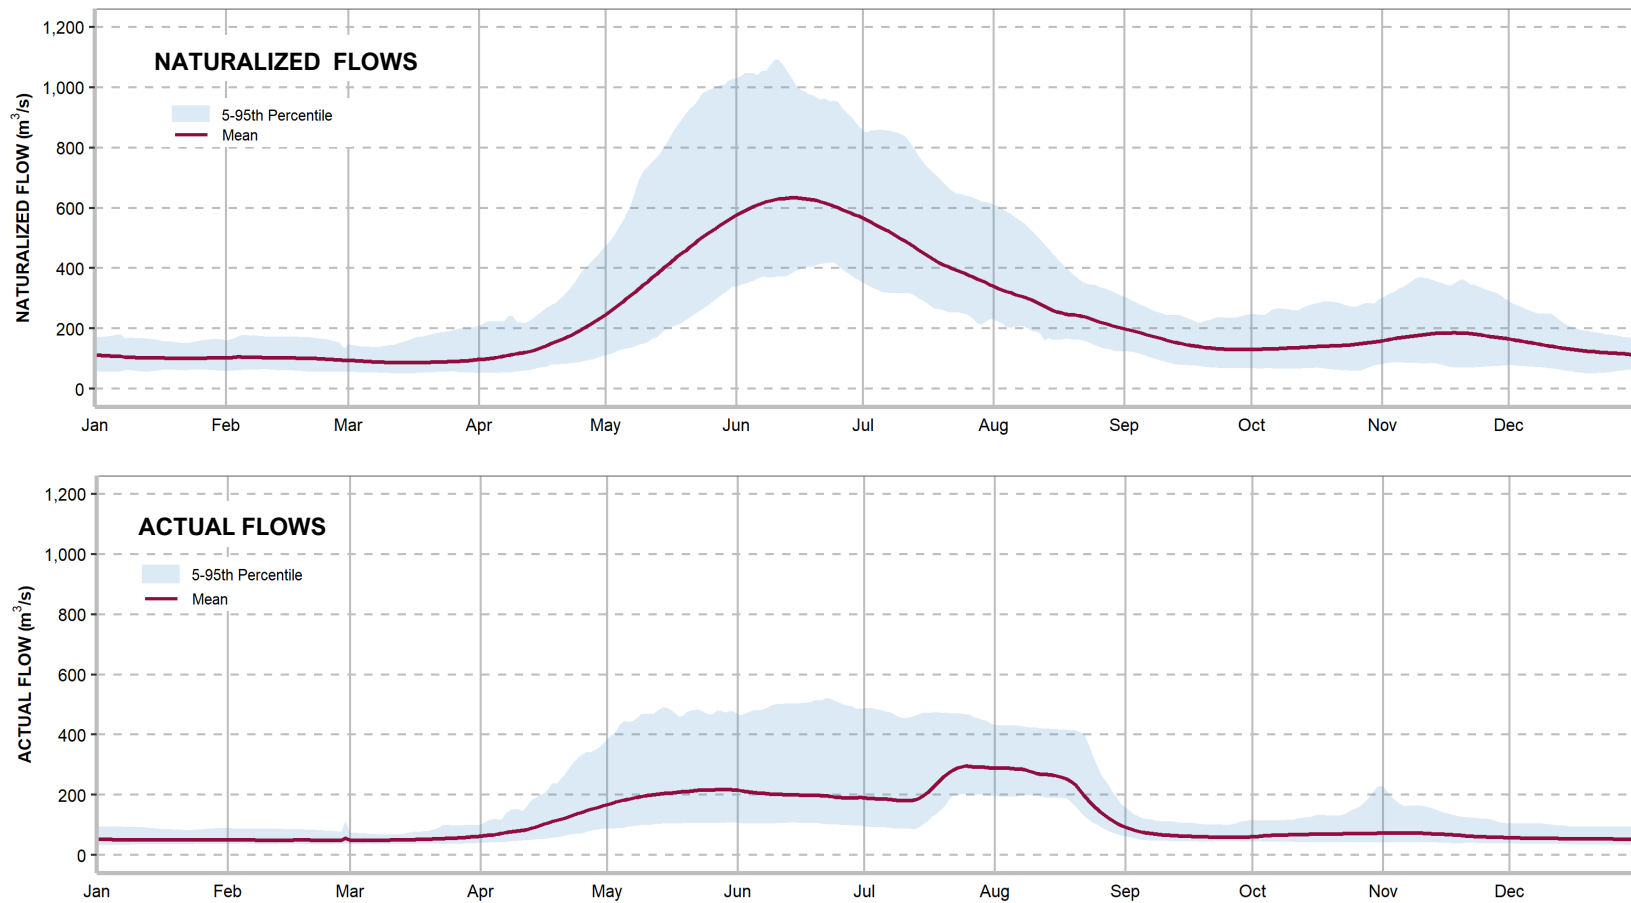 NATURALIZED FLOWS
5-95th Percentile
Mean
NATURALIZED FLOW (m³/s)
1,200
1,000
800
600
400
200
0
Jan Feb Mar Apr May Jun Jul Aug Sep Oct Nov Dec
ACTUAL FLOWS
5-95th Percentile
Mean
ACTUAL FLOW (m³/s)
1,200
1,000
800
600
400
200
0
Jan Feb Mar Apr May Jun Jul Aug Sep Oct Nov Dec